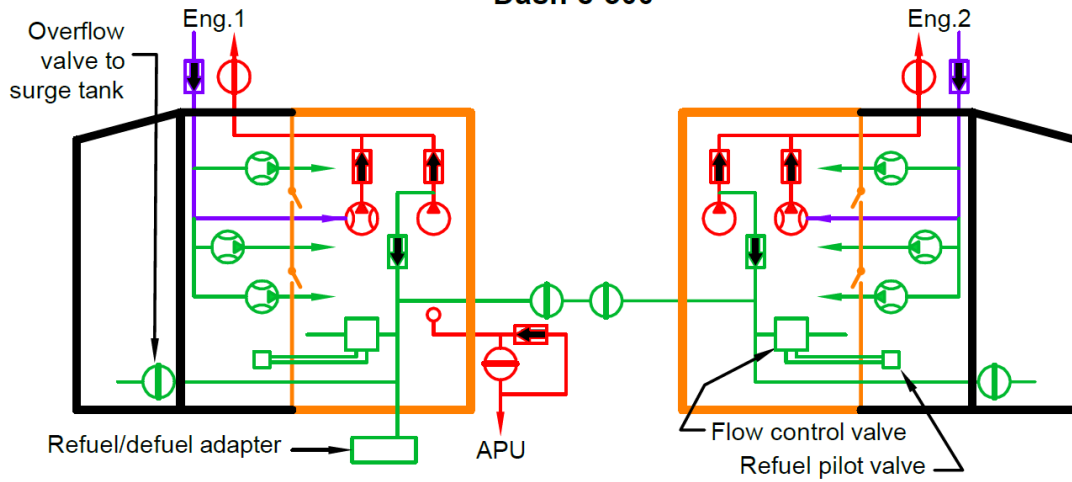 Eng.1
Eng.2
Overflow
valve to
surge tank
Refuel/defuel adapter
APU
Flow control valve
Refuel pilot valve